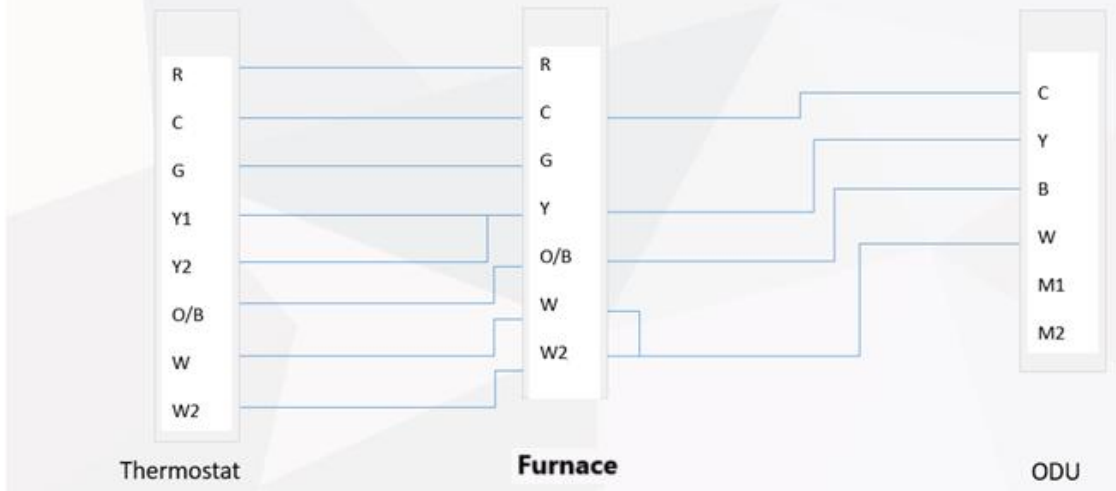 R
C
G
Y1
Y2
O/B
W
W2
Thermostat
R
C
G
Y
O/B
W
W2
Furnace
C
Y
B
W
M1
M2
ODU